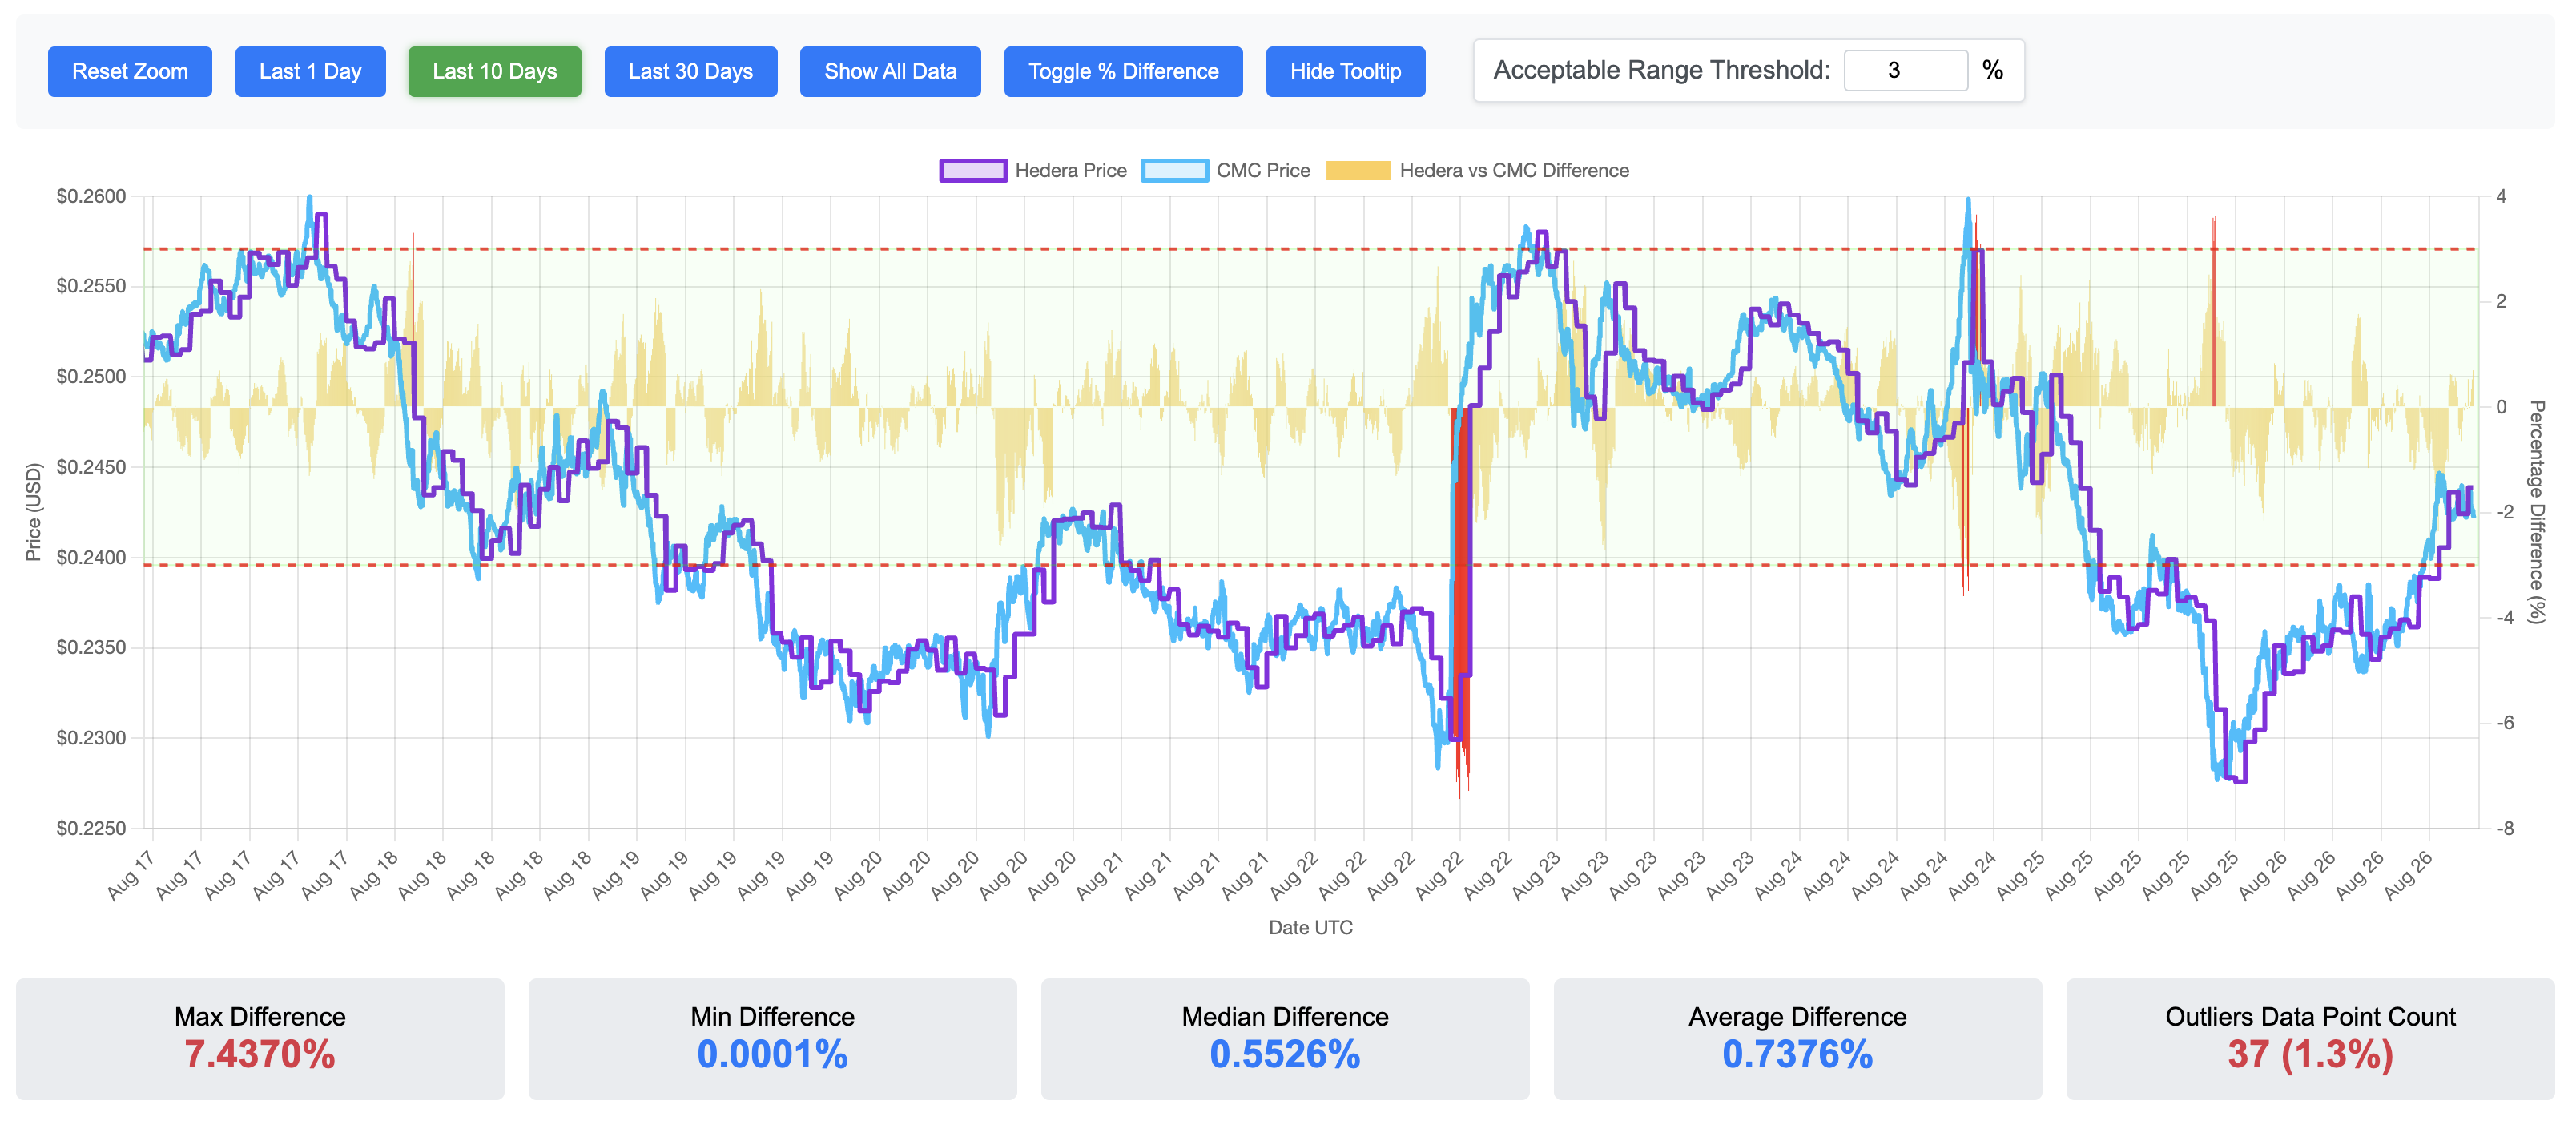 Reset Zoom Last 1 Day Last 10 Days Last 30 Days Show All Data Toggle % Difference Hide Tooltip Acceptable Range Threshold: 3 %
Hedera Price CMC Price Hedera vs CMC Difference
Price (USD)
$0.2600
$0.2550
$0.2500
$0.2450
$0.2400
$0.2350
$0.2300
$0.2250
4
2
0
-2
-4
-6
-8
Percentage Difference (%)
Aug 17 Aug 17 Aug 17 Aug 17 Aug 17 Aug 18 Aug 18 Aug 18 Aug 18 Aug 18 Aug 19 Aug 19 Aug 19 Aug 19 Aug 19 Aug 20 Aug 20 Aug 20 Aug 20 Aug 20 Aug 21 Aug 21 Aug 21 Aug 21 Aug 22 Aug 22 Aug 22 Aug 22 Aug 22 Aug 23 Aug 23 Aug 23 Aug 23 Aug 23 Aug 24 Aug 24 Aug 24 Aug 24 Aug 24 Aug 25 Aug 25 Aug 25 Aug 25 Aug 25 Aug 26 Aug 26 Aug 26 Aug 26
Date UTC
Max Difference
7.4370%
Min Difference
0.0001%
Median Difference
0.5526%
Average Difference
0.7376%
Outliers Data Point Count
37 (1.3%)